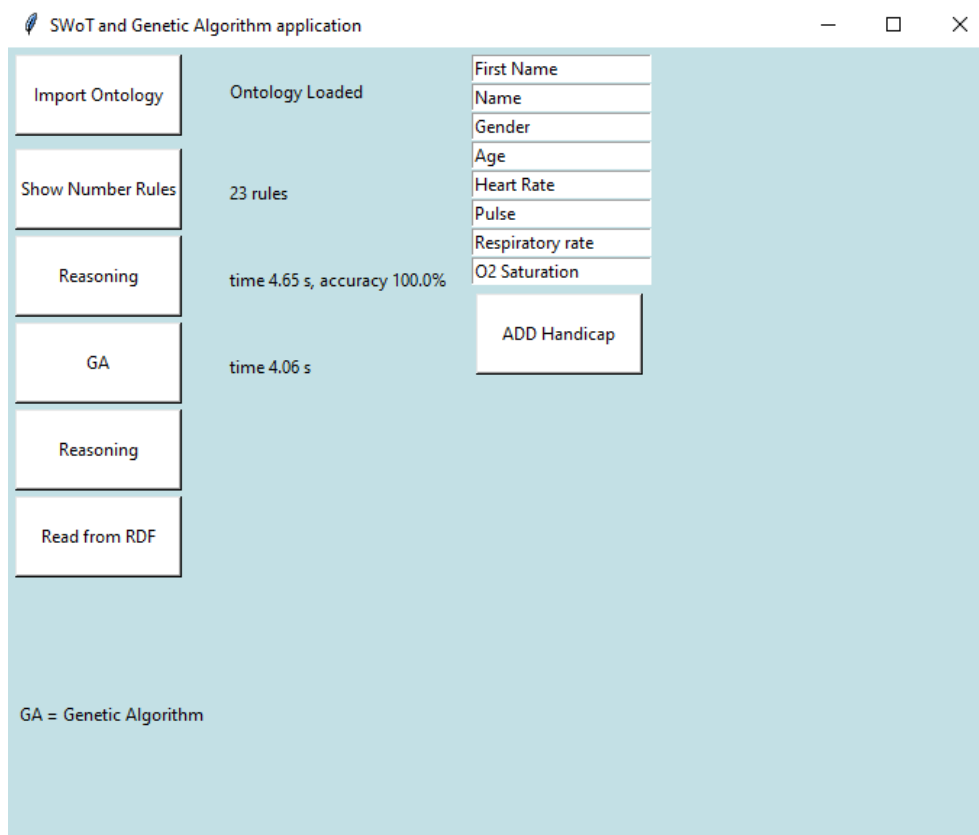 SWoT and Genetic Algorithm application
Import Ontology
Ontology Loaded
Show Number Rules
23 rules
Reasoning
time 4.65 s, accuracy 100.0%
GA
time 4.06 s
Reasoning
Read from RDF
First Name
Name
Gender
Age
Heart Rate
Pulse
Respiratory rate
O2 Saturation
ADD Handicap
GA = Genetic Algorithm